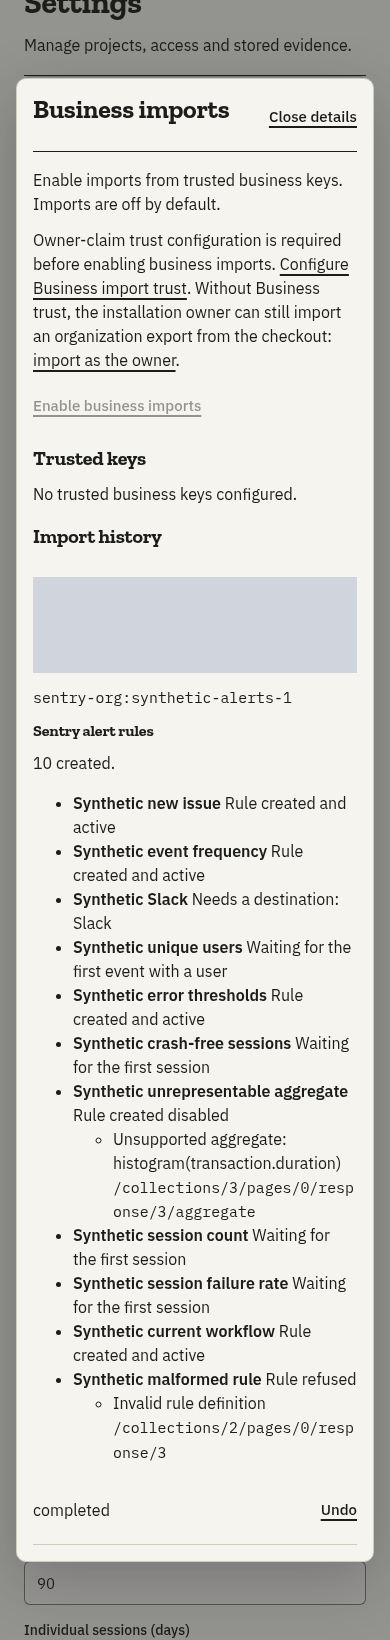 Settings
Manage projects, access and stored evidence.
Business imports
Close details
Enable imports from trusted business keys.
Imports are off by default.
Owner-claim trust configuration is required
before enabling business imports. Configure
Business import trust. Without Business
trust, the installation owner can still import
an organization export from the checkout:
import as the owner.
Enable business imports
Trusted keys
No trusted business keys configured.
Import history
sentry-org:synthetic-alerts-1
Sentry alert rules
10 created.
• Synthetic new issue Rule created and
active
• Synthetic event frequency Rule
created and active
• Synthetic Slack Needs a destination:
Slack
• Synthetic unique users Waiting for the
first event with a user
• Synthetic error thresholds Rule
created and active
• Synthetic crash-free sessions Waiting
for the first session
• Synthetic unrepresentable aggregate
Rule created disabled
◦ Unsupported aggregate:
histogram(transaction.duration)
/collections/3/pages/0/resp
onse/3/aggregate
• Synthetic session count Waiting for
the first session
• Synthetic session failure rate Waiting
for the first session
• Synthetic current workflow Rule
created and active
• Synthetic malformed rule Rule refused
◦ Invalid rule definition
/collections/2/pages/0/resp
onse/3
completed
Undo
90
Individual sessions (days)